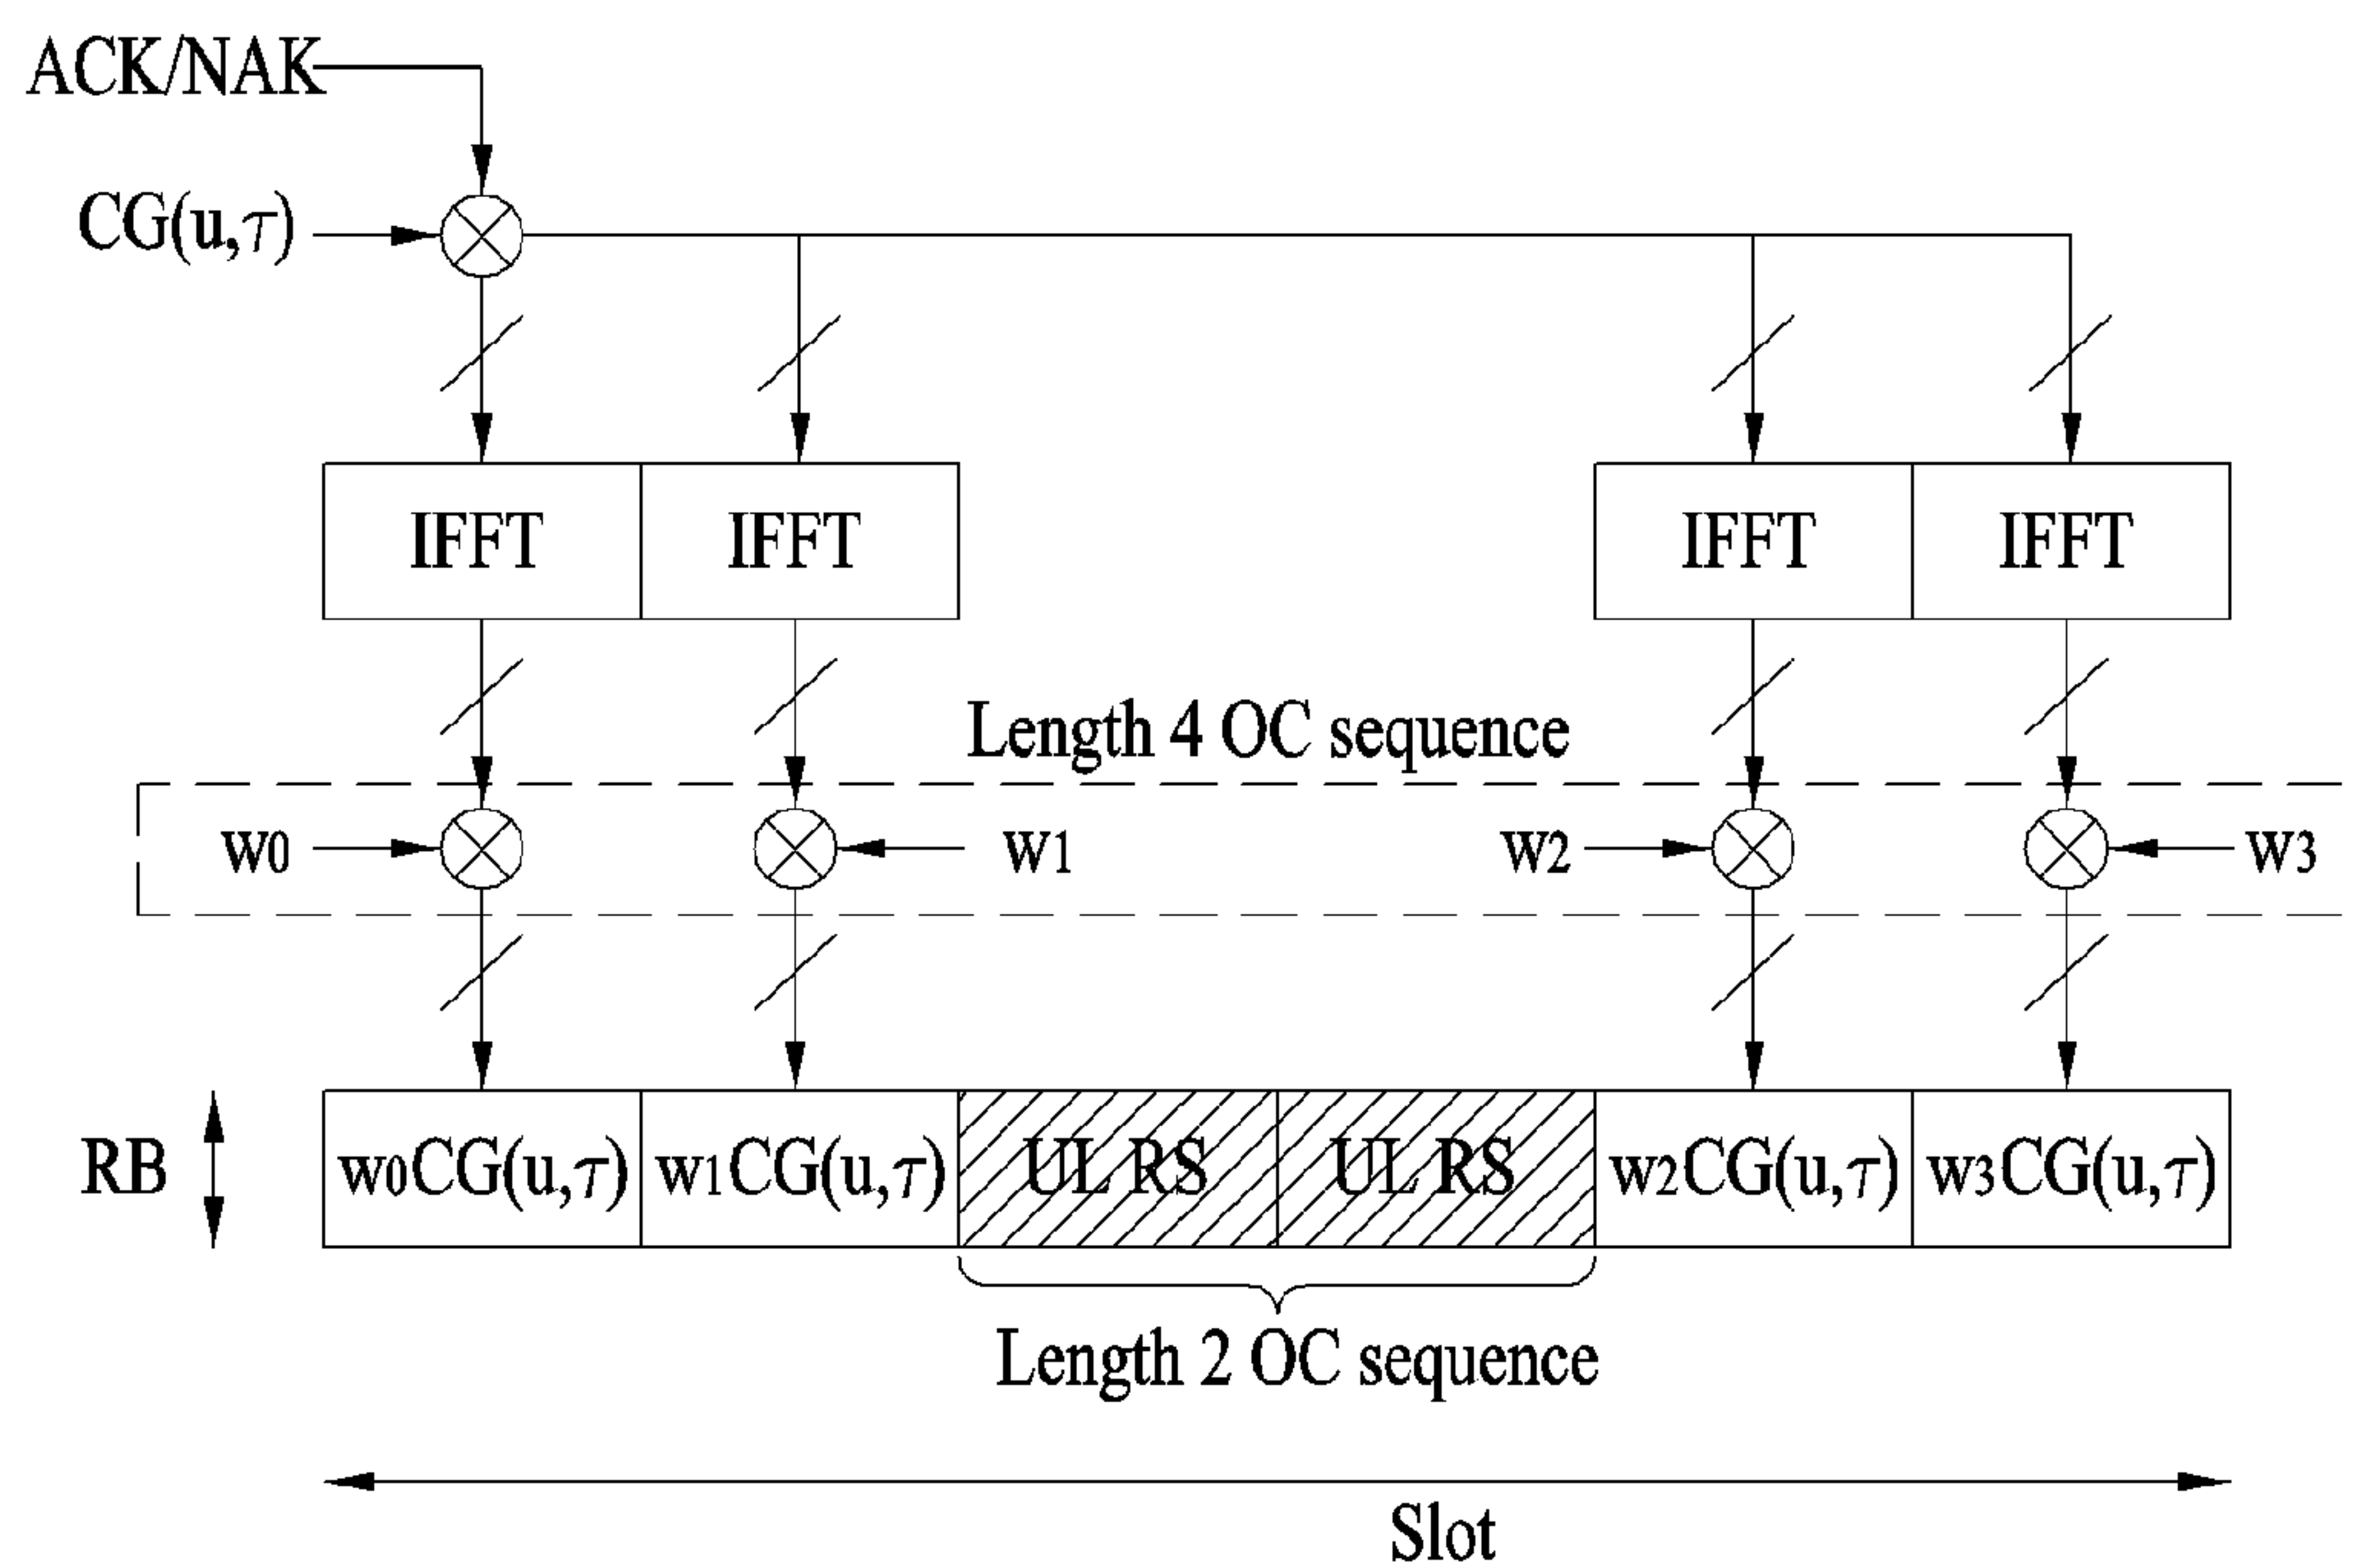 ACK/NAK
CG(u,τ)
IFFT IFFT IFFT IFFT
Length 4 OC sequence
w0 w1 w2 w3
RB w0CG(u,τ) w1CG(u,τ) UL RS UL RS w2CG(u,τ) w3CG(u,τ)
Length 2 OC sequence
Slot